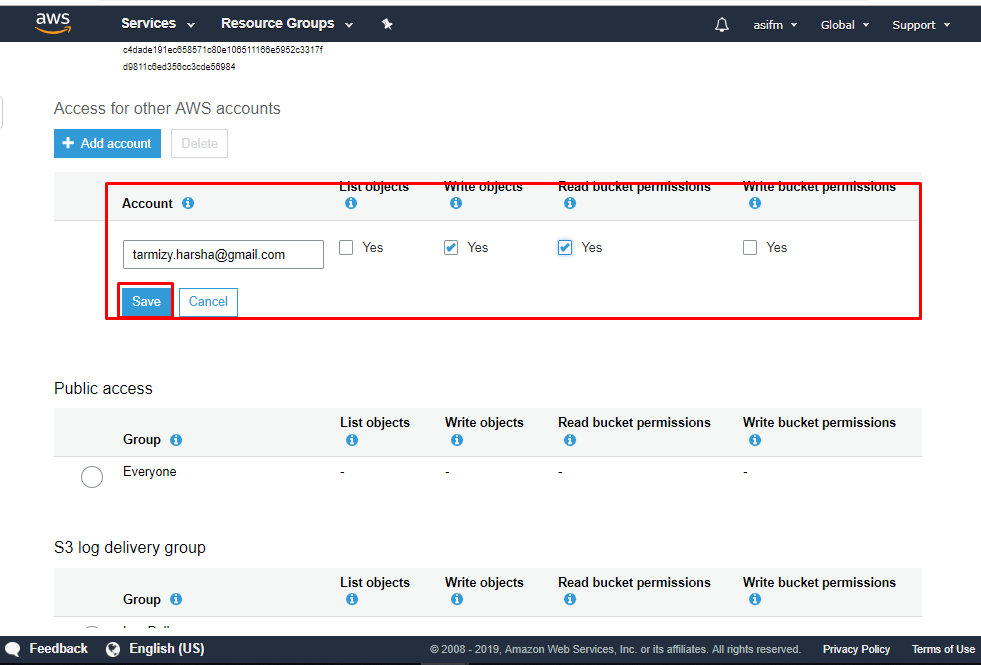 aws Services Resource Groups asifm Global Support
c4dade191ec658571c80e106511166e5952c3317f
d9811c6ed356cc3cde56984
Access for other AWS accounts
+ Add account Delete
Account List objects Write objects Read bucket permissions Write bucket permissions
tarmizy.harsha@gmail.com Yes Yes Yes Yes
Save Cancel
Public access
Group List objects Write objects Read bucket permissions Write bucket permissions
Everyone - - - -
S3 log delivery group
Group List objects Write objects Read bucket permissions Write bucket permissions
Feedback English (US) © 2008 - 2019, Amazon Web Services, Inc. or its affiliates. All rights reserved. Privacy Policy Terms of Use